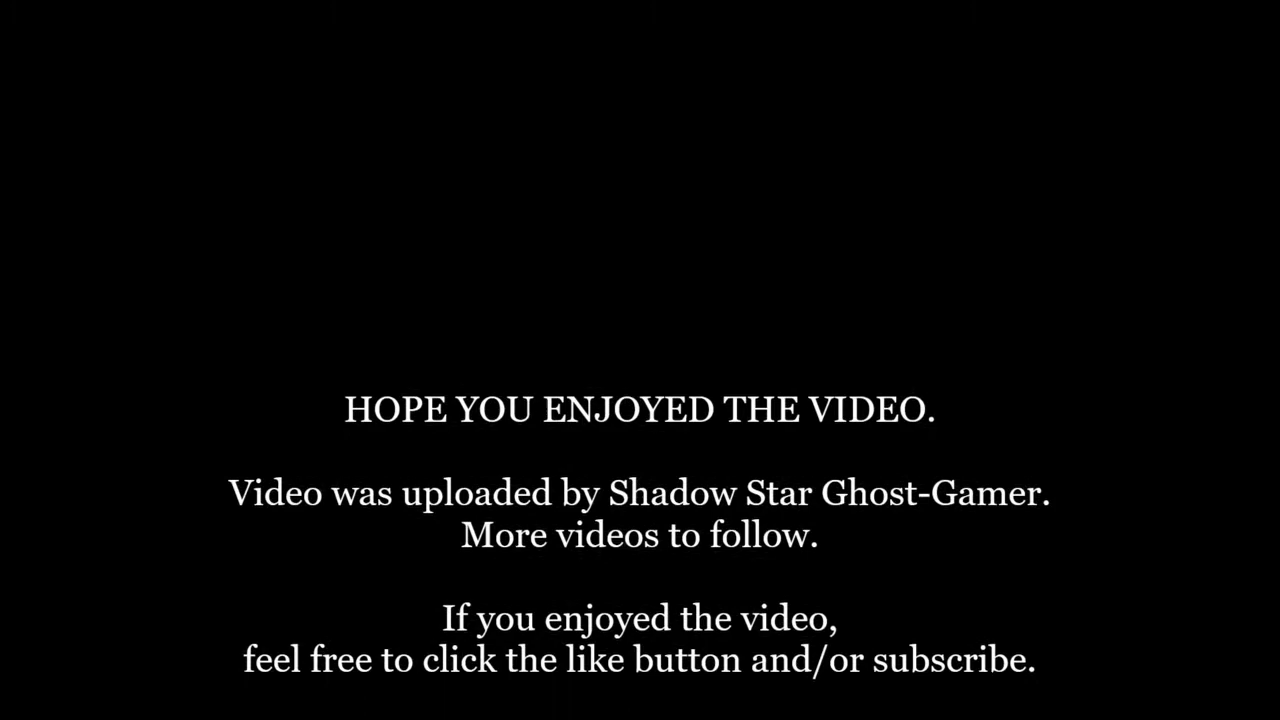 HOPE YOU ENJOYED THE VIDEO.
Video was uploaded by Shadow Star Ghost-Gamer.
More videos to follow.
If you enjoyed the video,
feel free to click the like button and/or subscribe.